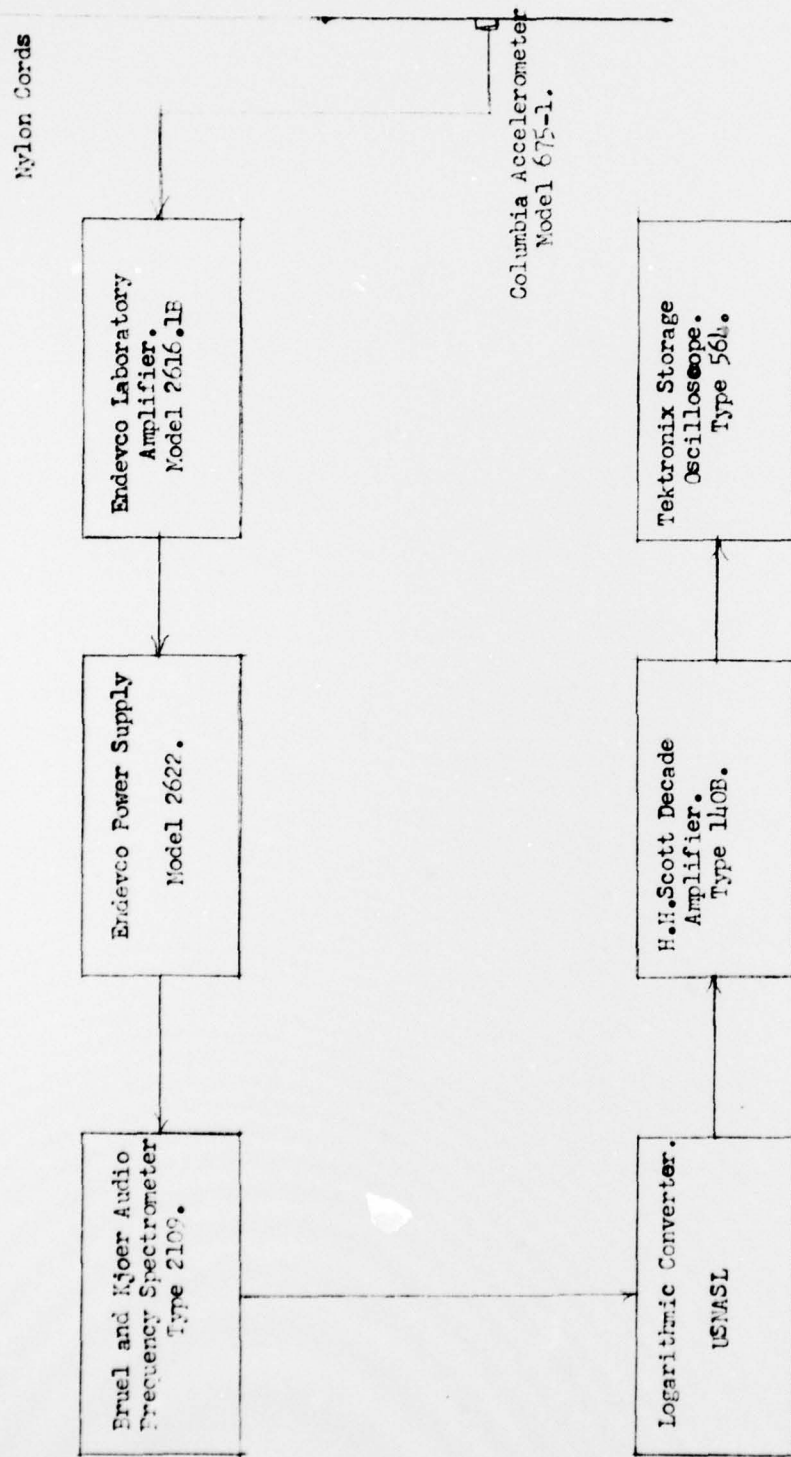 Nylon Cords
Columbia Accelerometer
Model 675-1.
Endevco Laboratory
Amplifier.
Model 2616.1B
Endevco Power Supply
Model 2622.
Bruel and Kjoer Audio
Frequency Spectrometer
Type 2109.
Logarithmic Converter.
USNASL
H.H.Scott Decade
Amplifier.
Type 140B.
Tektronix Storage
Oscilloscope.
Type 564.